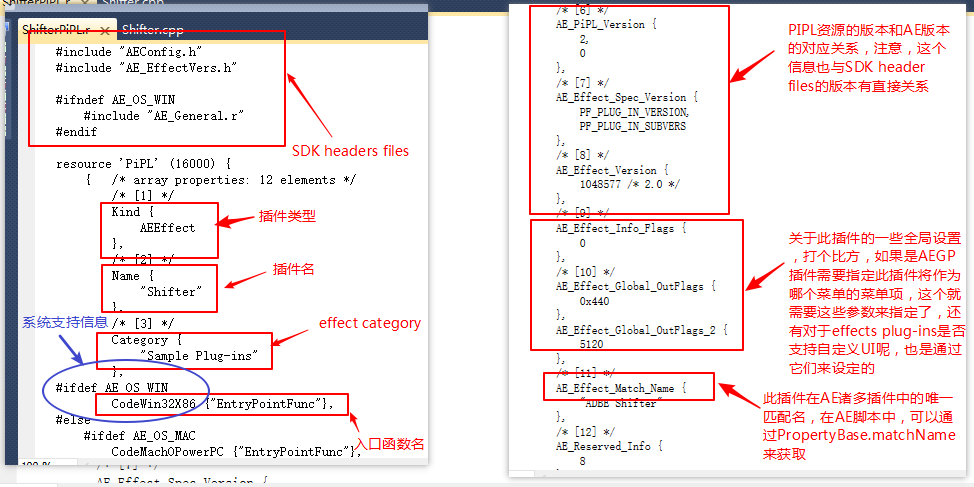 ShifterPiPL.r
Shifter.cpp
#include "AEConfig.h"
#include "AE_EffectVers.h"
#ifndef AE_OS_WIN
#include "AE_General.r"
#endif
SDK headers files
resource 'PiPL' (16000) {
{ /* array properties: 12 elements */
/* [1] */
Kind {
AEEffect
},
插件类型
/* [2] */
Name {
"Shifter"
},
插件名
/* [3] */
系统支持信息
Category {
"Sample Plug-ins"
},
effect category
#ifdef AE_OS_WIN
CodeWin32X86 {"EntryPointFunc"},
#else
入口函数名
#ifdef AE_OS_MAC
CodeMachOPowerPC {"EntryPointFunc"},
100 %
/* [7] */
AE_Effect_Spec_Version {
/* [6] */
AE_PiPL_Version {
2,
0
},
/* [7] */
AE_Effect_Spec_Version {
PF_PLUG_IN_VERSION,
PF_PLUG_IN_SUBVERS
},
/* [8] */
AE_Effect_Version {
1048577 /* 2.0 */
},
/* [9] */
AE_Effect_Info_Flags {
0
},
/* [10] */
AE_Effect_Global_OutFlags {
0x440
},
AE_Effect_Global_OutFlags_2 {
5120
},
/* [11] */
AE_Effect_Match_Name {
"ADBE Shifter"
},
/* [12] */
AE_Reserved_Info {
8
}
PIPL资源的版本和AE版本
的对应关系，注意，这个
信息也与SDK header
files的版本有直接关系
关于此插件的一些全局设置
，打个比方，如果是AEGP
插件需要指定此插件将作为
哪个菜单的菜单项，这个就
需要这些参数来指定了，还
有对于effects plug-ins是否
支持自定义UI呢，也是通过
它们来设定的
此插件在AE诸多插件中的唯一
匹配名，在AE脚本中，可以通
过PropertyBase.matchName
来获取